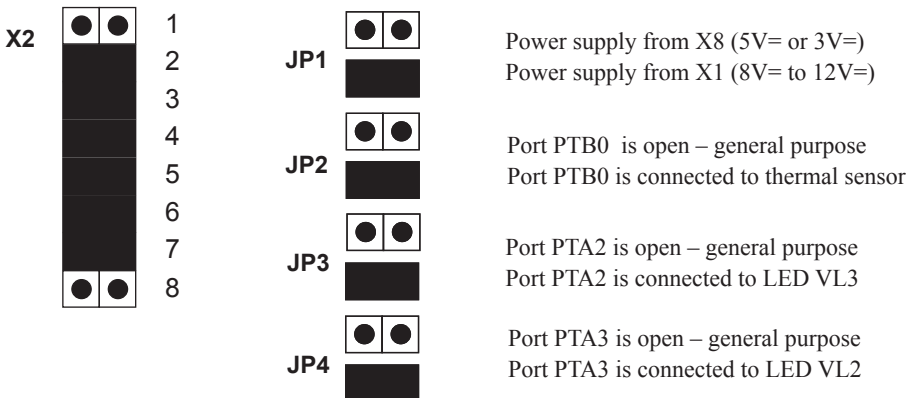 X2
1
2
3
4
5
6
7
8
JP1
Power supply from X8 (5V= or 3V=)
Power supply from X1 (8V= to 12V=)
JP2
Port PTB0 is open – general purpose
Port PTB0 is connected to thermal sensor
JP3
Port PTA2 is open – general purpose
Port PTA2 is connected to LED VL3
JP4
Port PTA3 is open – general purpose
Port PTA3 is connected to LED VL2